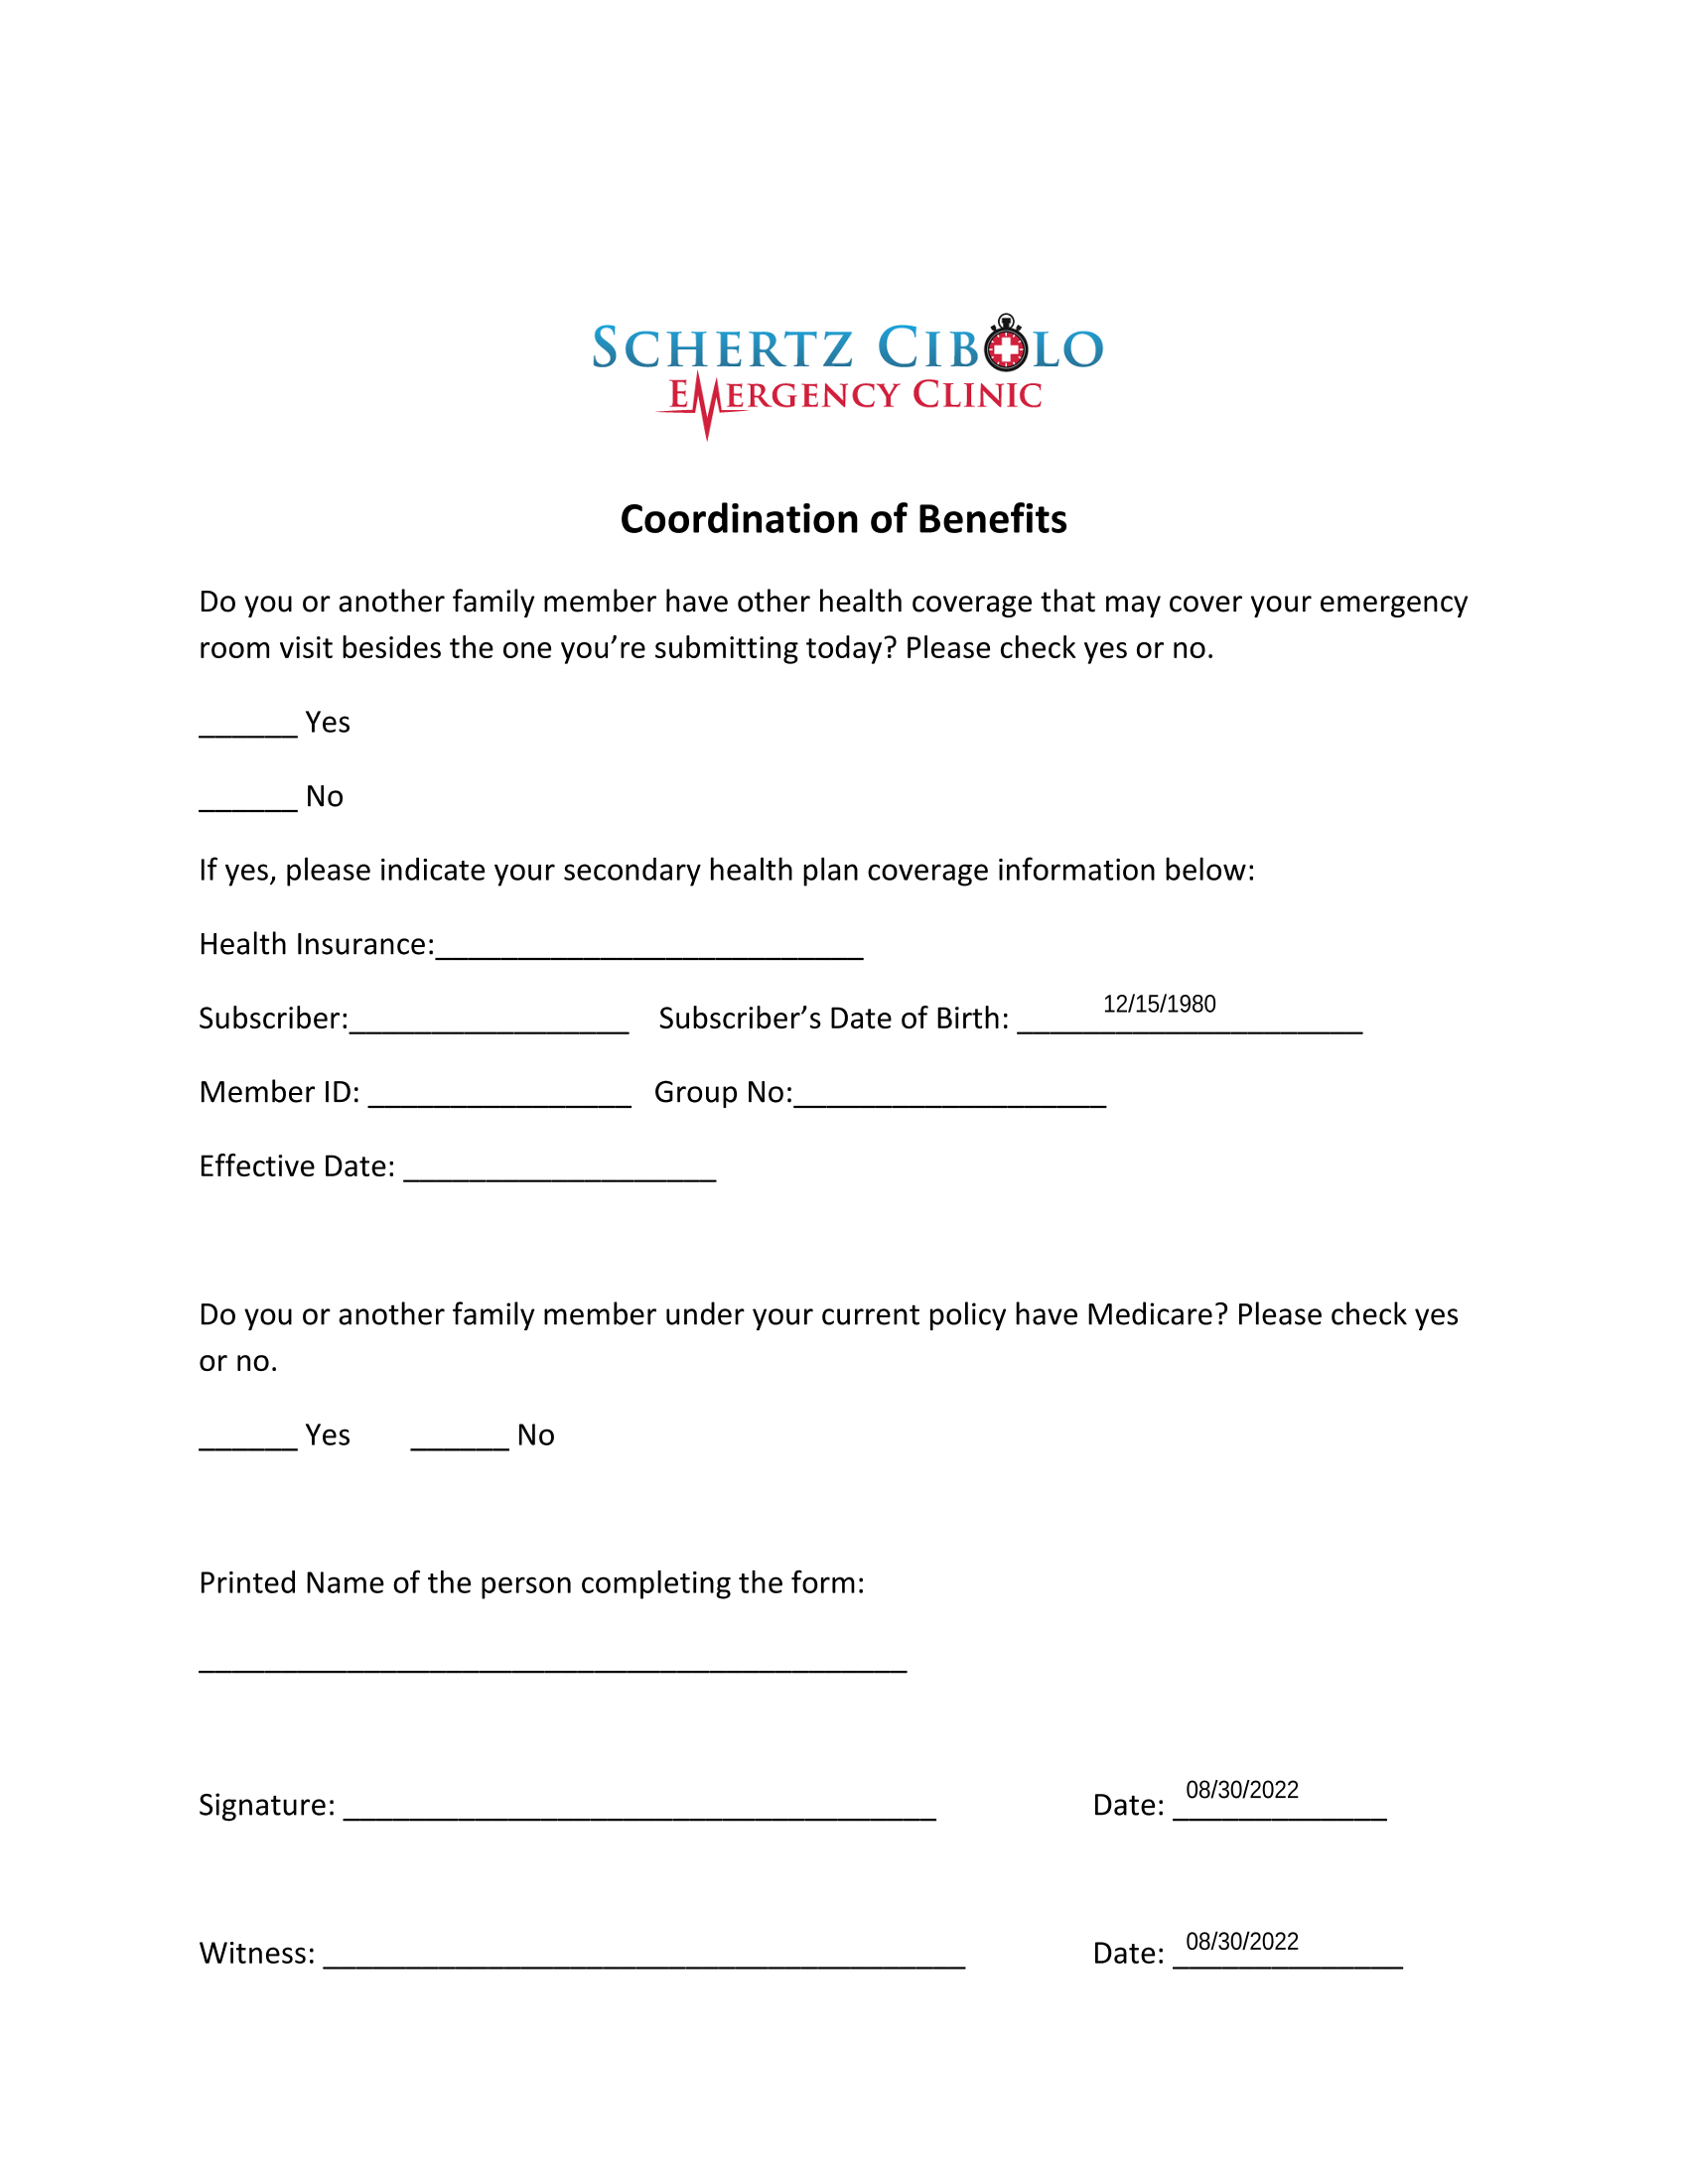 SCHERTZ CIBOLO
EMERGENCY CLINIC
Coordination of Benefits
Do you or another family member have other health coverage that may cover your emergency
room visit besides the one you’re submitting today? Please check yes or no.
______ Yes
______ No
If yes, please indicate your secondary health plan coverage information below:
Health Insurance:__________________________
Subscriber:_________________ Subscriber’s Date of Birth: 12/15/1980
Member ID: ________________ Group No:___________________
Effective Date: ___________________
Do you or another family member under your current policy have Medicare? Please check yes
or no.
______ Yes ______ No
Printed Name of the person completing the form:
___________________________________________
Signature: ____________________________________ Date: 08/30/2022
Witness: _______________________________________ Date: 08/30/2022